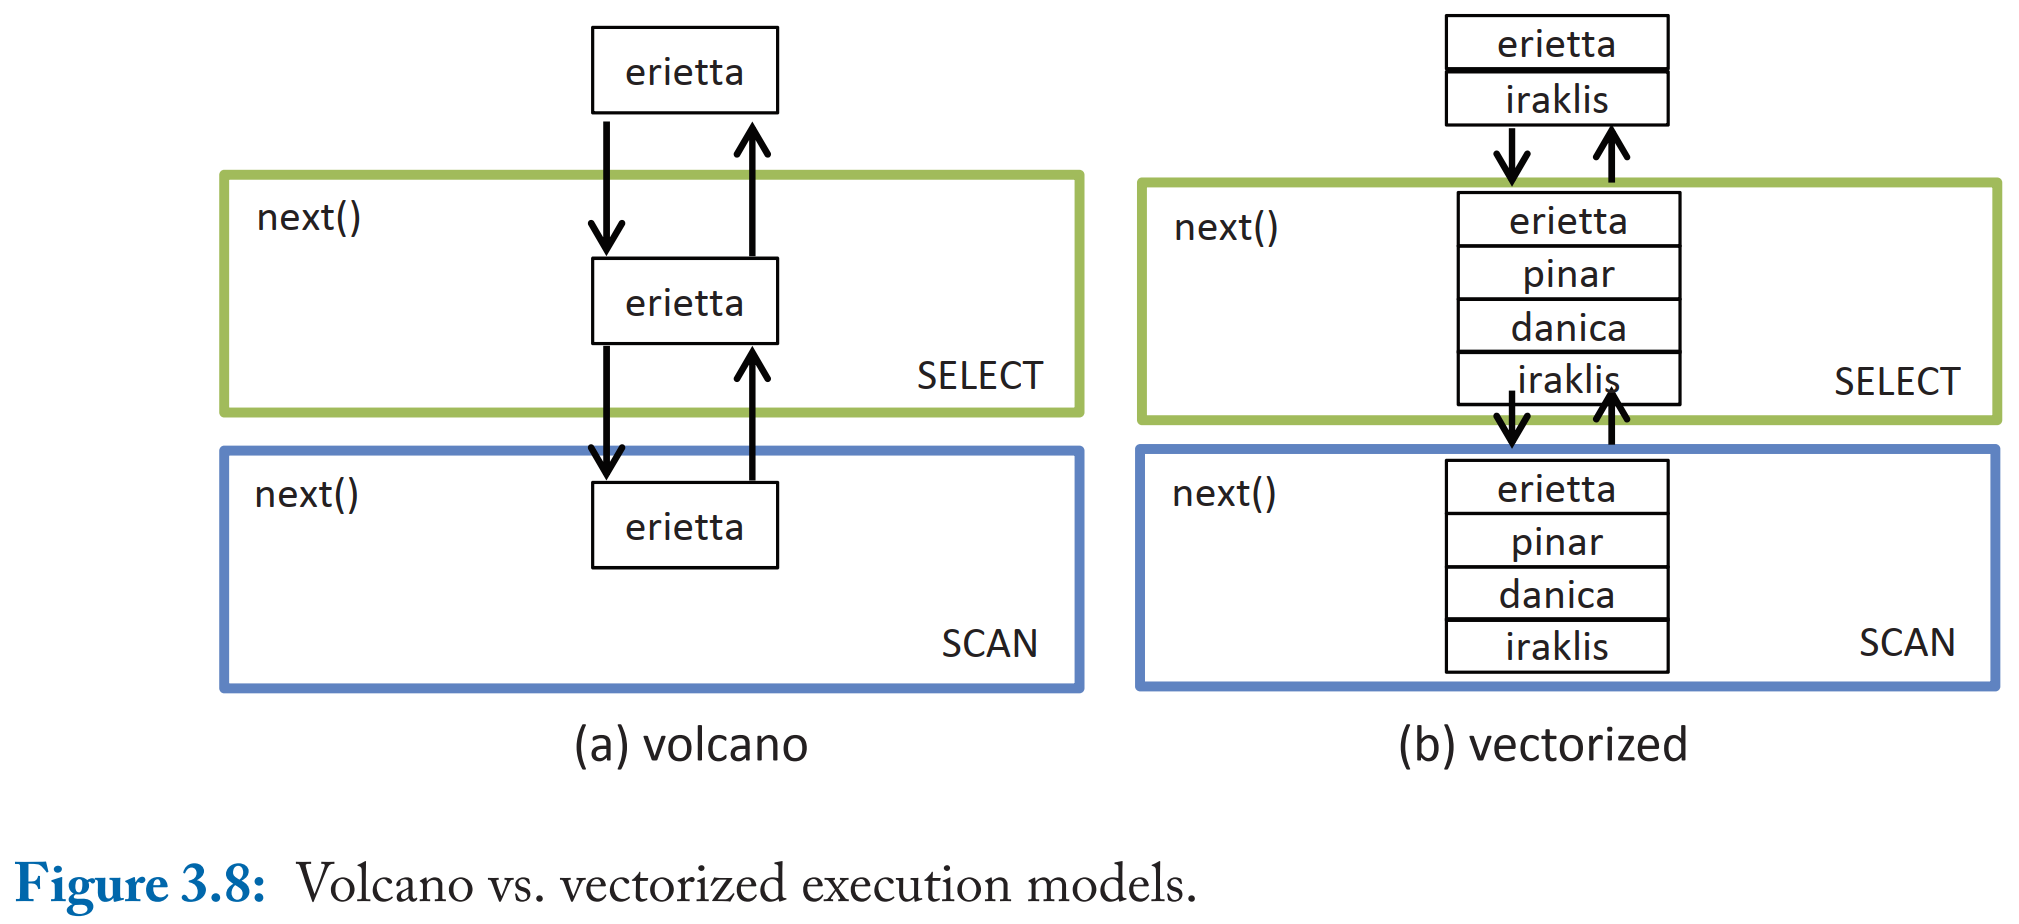 erietta
next()
erietta
SELECT
next()
erietta
SCAN
(a) volcano
erietta
iraklis
next()
erietta
pinar
danica
iraklis
SELECT
next()
erietta
pinar
danica
iraklis
SCAN
(b) vectorized
Figure 3.8: Volcano vs. vectorized execution models.